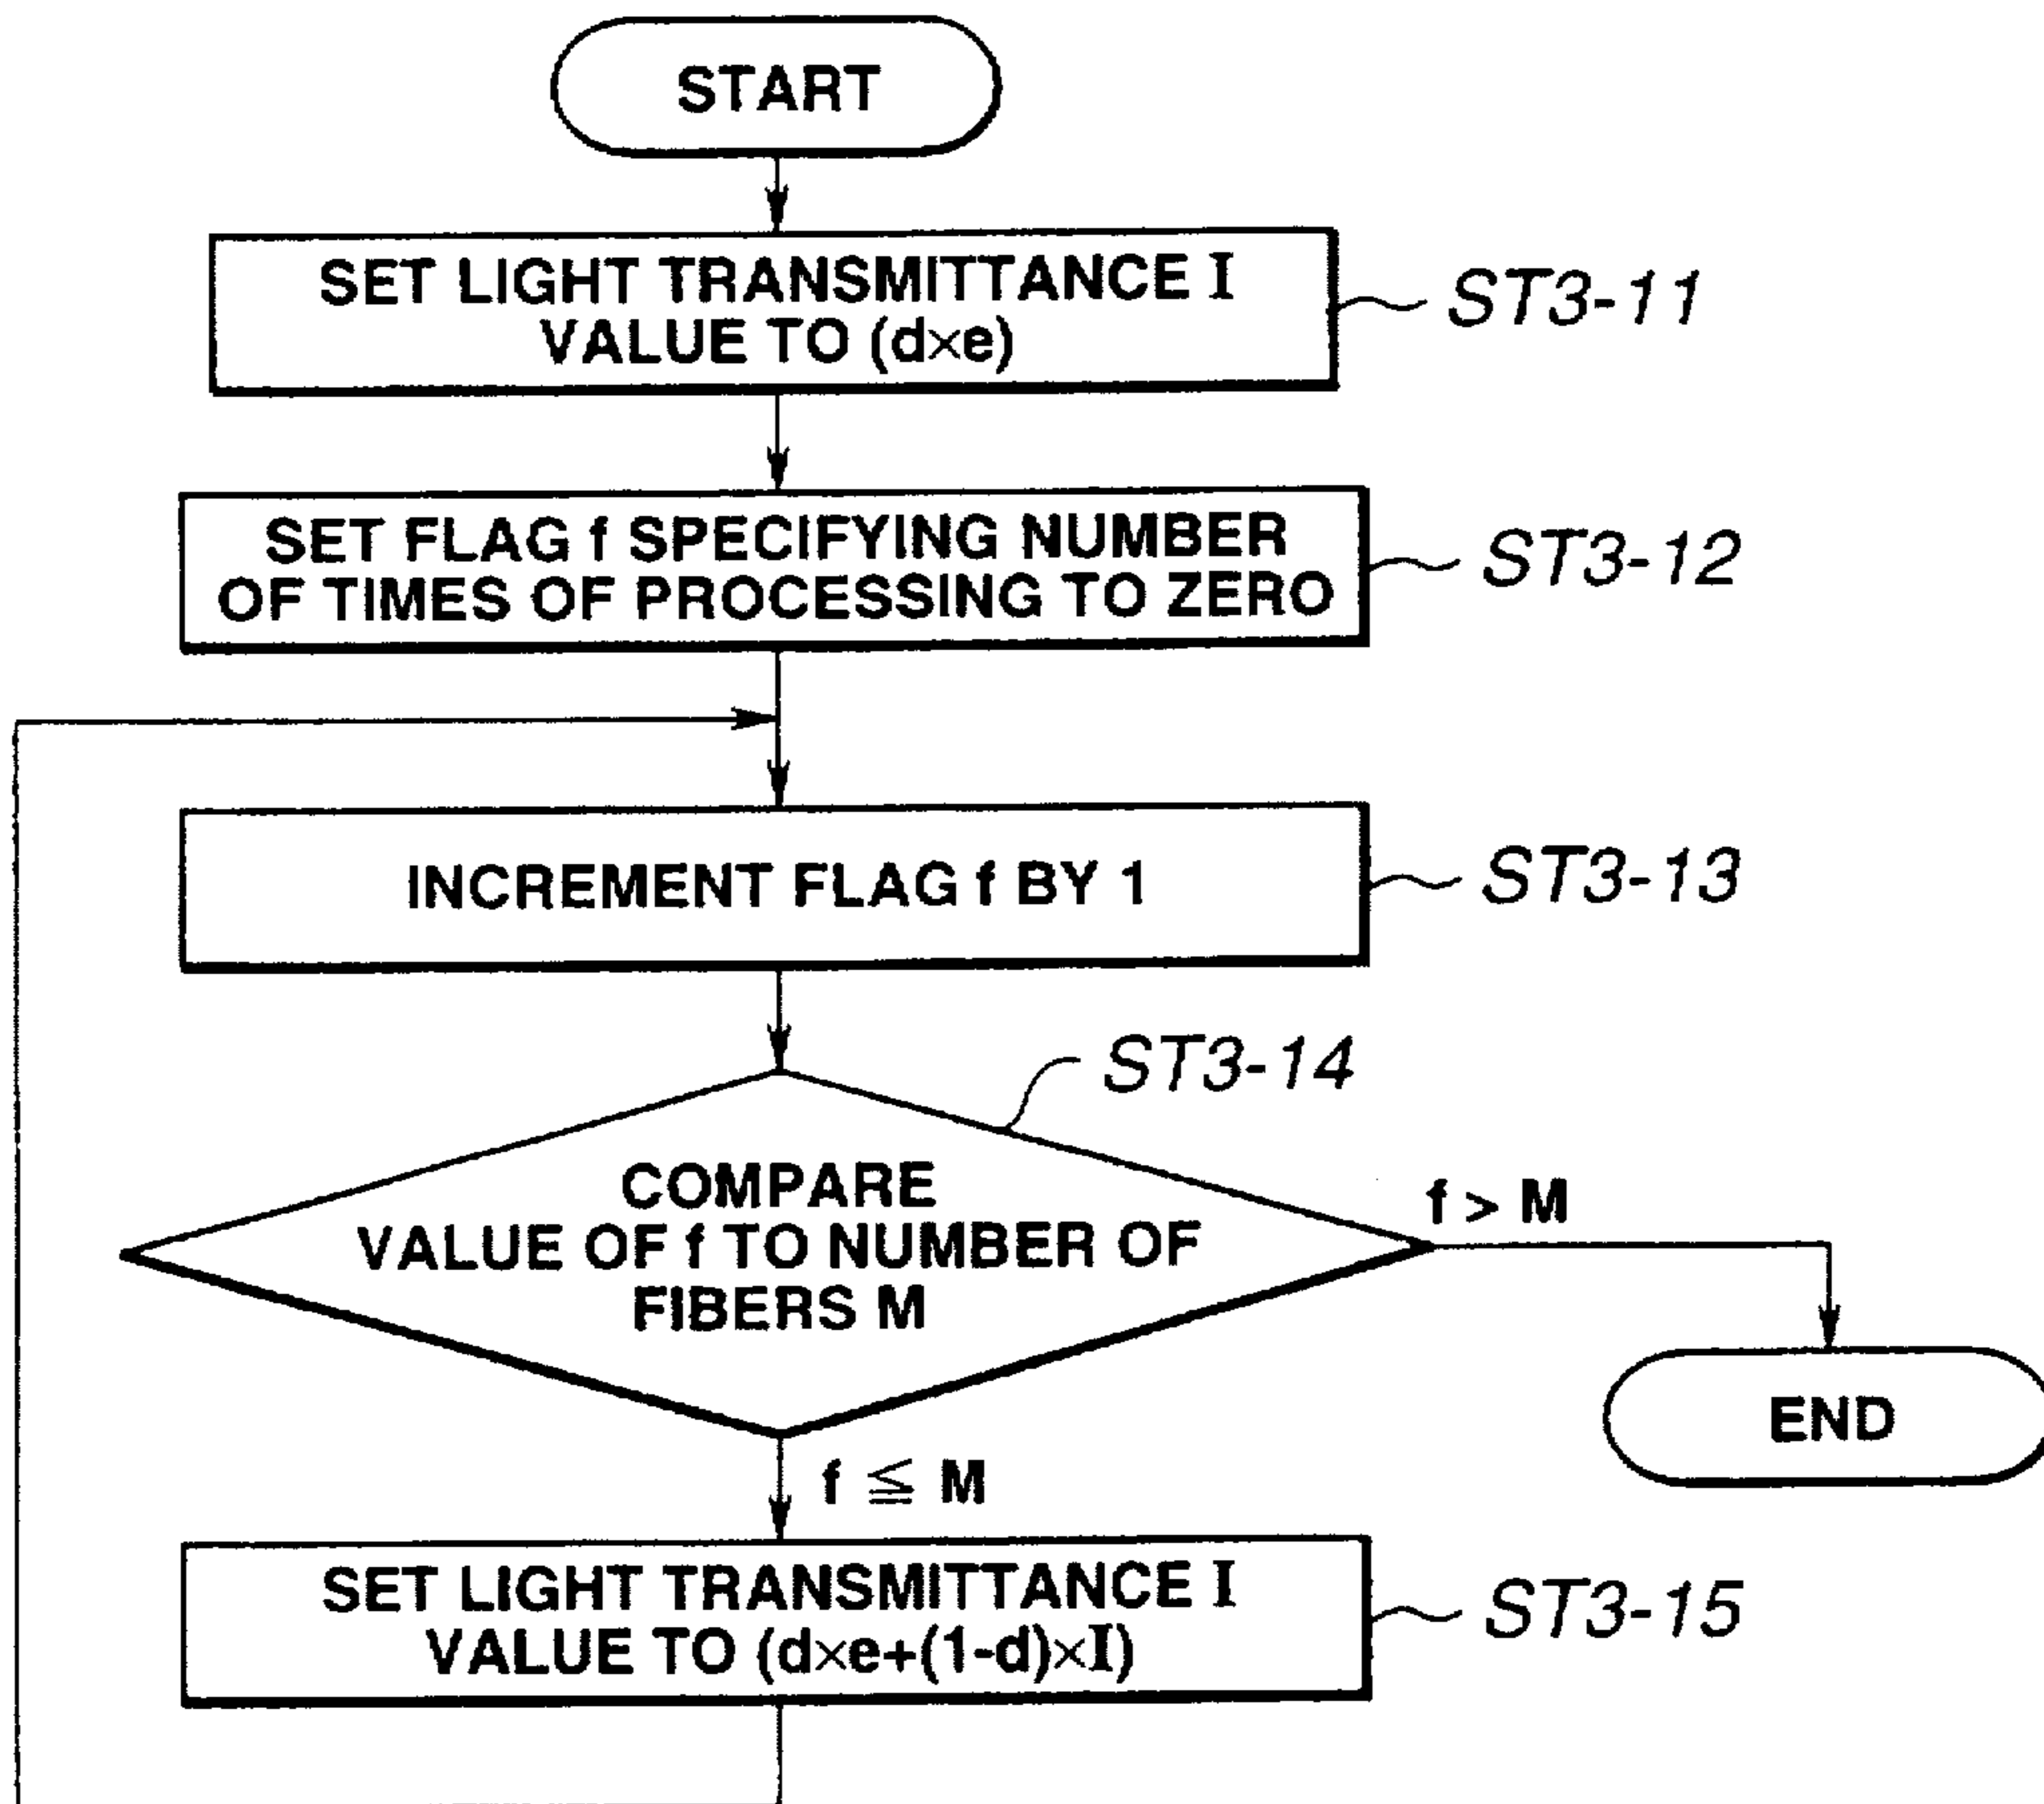 START
SET LIGHT TRANSMITTANCE I
VALUE TO (d×e)
ST3-11
SET FLAG f SPECIFYING NUMBER
OF TIMES OF PROCESSING TO ZERO
ST3-12
INCREMENT FLAG f BY 1
ST3-13
ST3-14
COMPARE
VALUE OF f TO NUMBER OF
FIBERS M
f > M
END
f ≦ M
SET LIGHT TRANSMITTANCE I
VALUE TO (d×e+(1-d)×I)
ST3-15